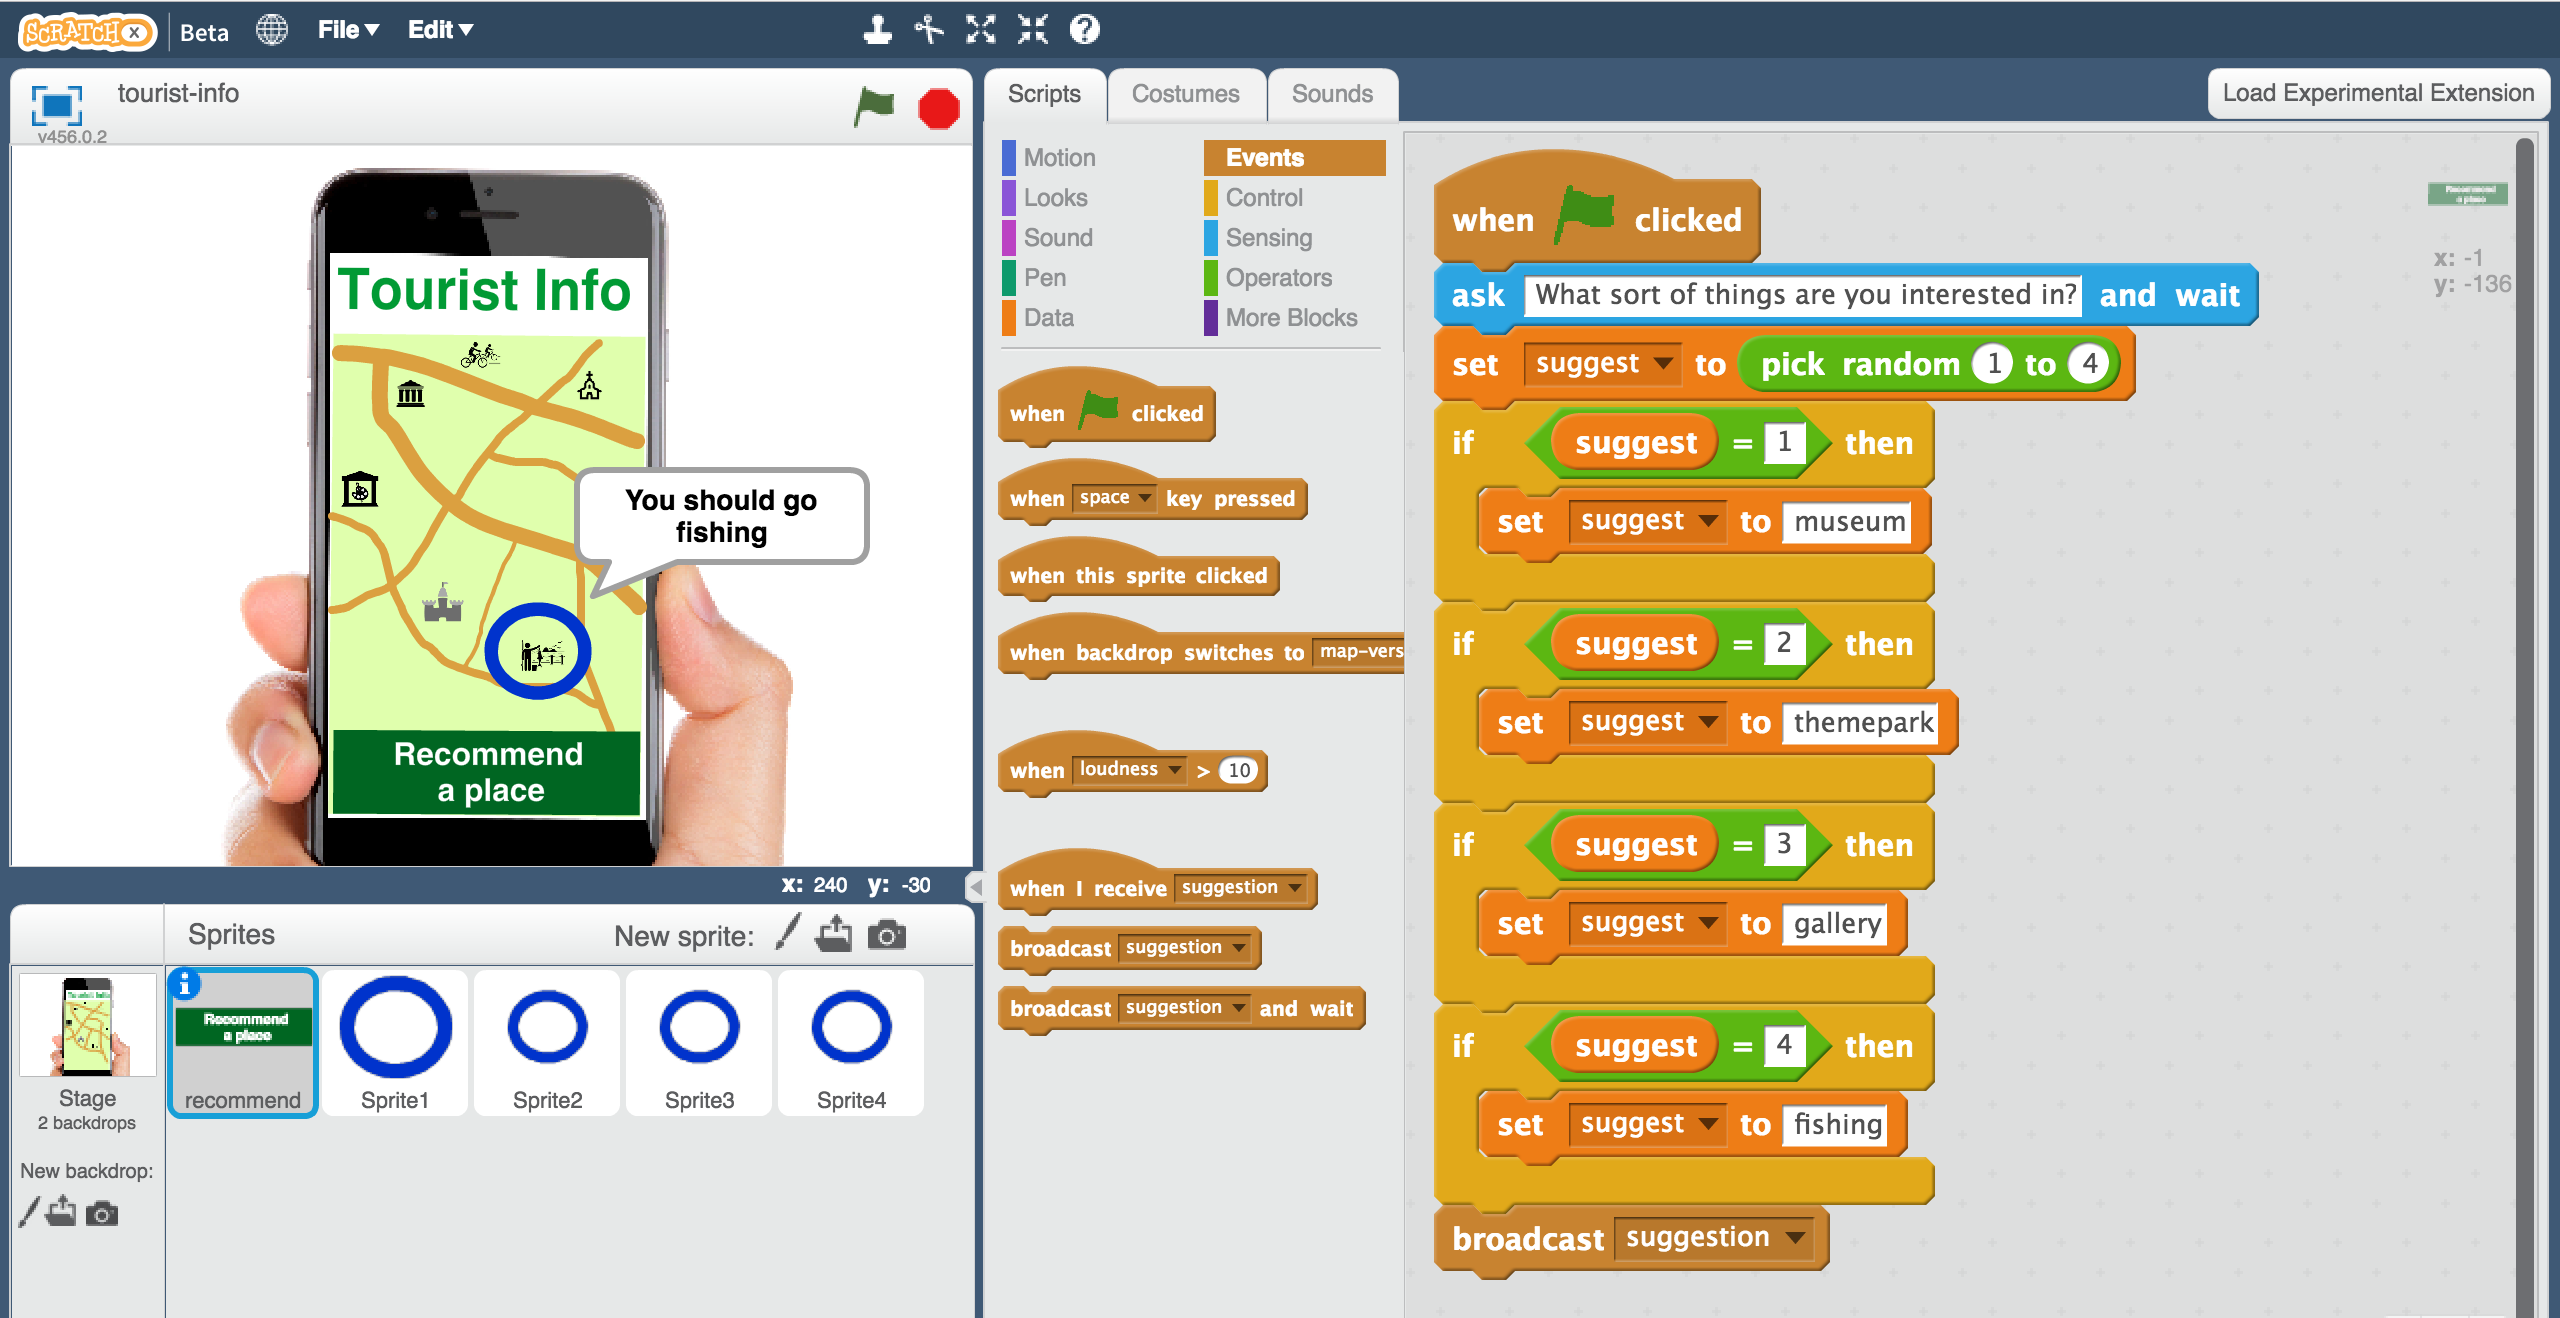 SCRATCH X
Beta
File
Edit
tourist-info
v456.0.2
Tourist Info
You should go
fishing
Recommend
a place
x: 240 y: -30
Sprites
New sprite:
Stage
2 backdrops
New backdrop:
Recommend
a place
recommend
Sprite1
Sprite2
Sprite3
Sprite4
Scripts
Costumes
Sounds
Load Experimental Extension
Motion
Looks
Sound
Pen
Data
Events
Control
Sensing
Operators
More Blocks
when clicked
when space key pressed
when this sprite clicked
when backdrop switches to map-vers
when loudness > 10
when I receive suggestion
broadcast suggestion
broadcast suggestion and wait
when clicked
ask What sort of things are you interested in? and wait
set suggest to pick random 1 to 4
if suggest = 1 then
set suggest to museum
if suggest = 2 then
set suggest to themepark
if suggest = 3 then
set suggest to gallery
if suggest = 4 then
set suggest to fishing
broadcast suggestion
Recommend
a place
x: -1
y: -136